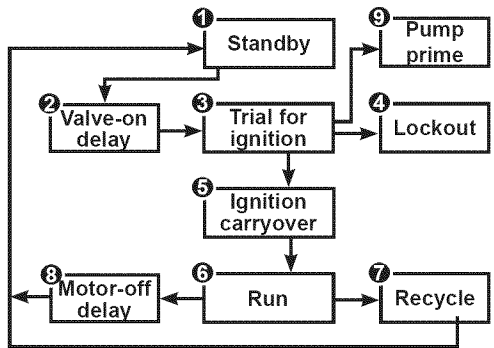 1
Standby
9
Pump
prime
2
Valve-on
delay
3
Trial for
ignition
4
Lockout
5
Ignition
carryover
8
Motor-off
delay
6
Run
7
Recycle